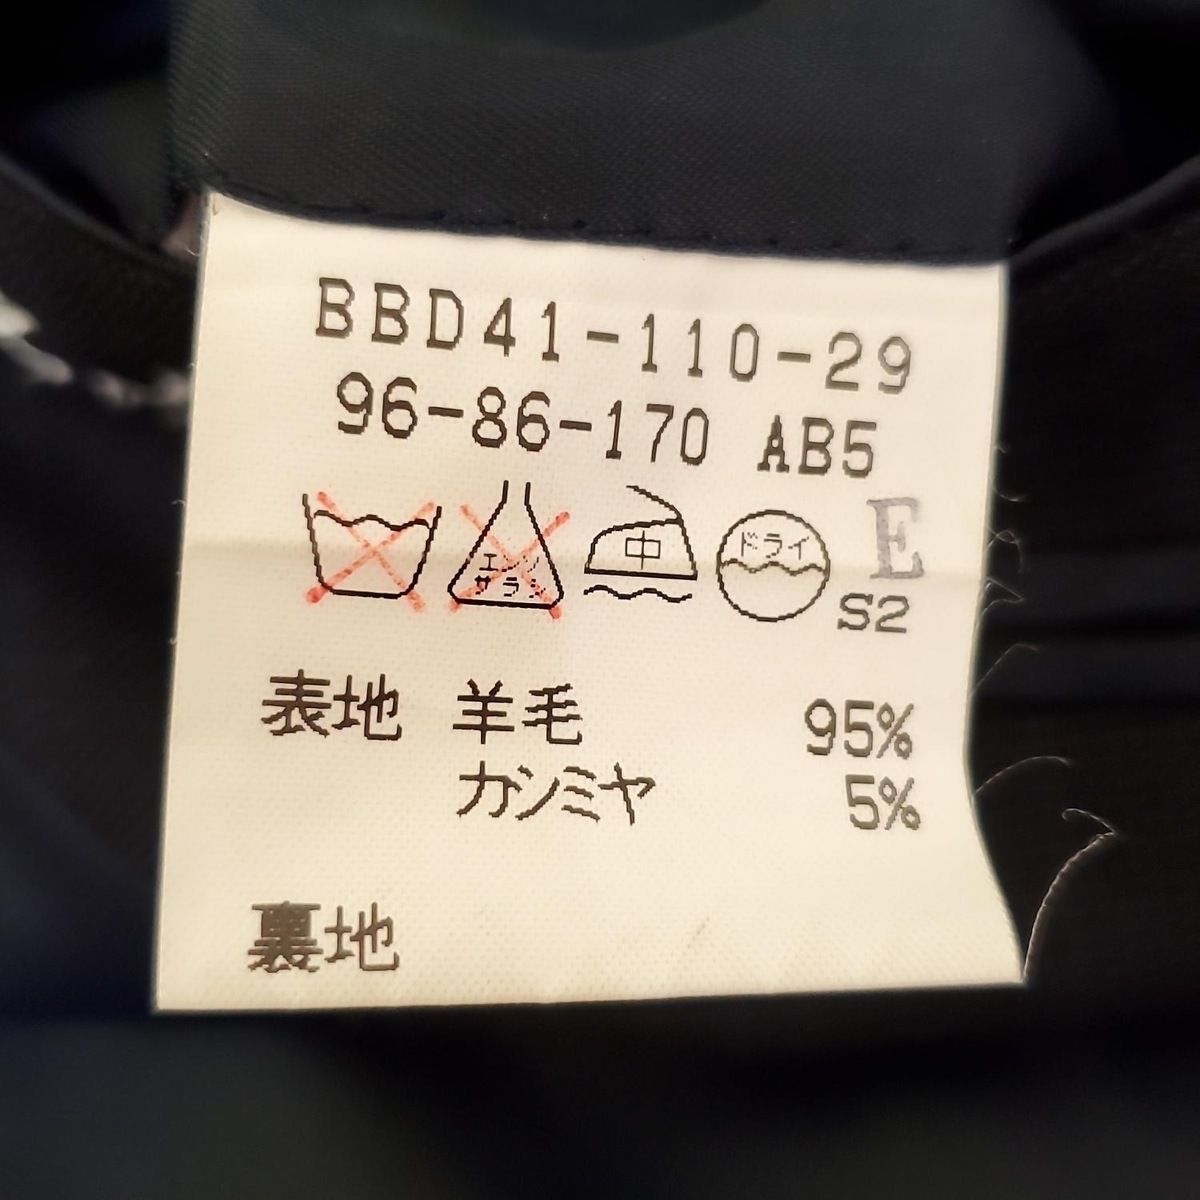 BBD41-110-29
96-86-170 AB5
エンソ
サラシ
中
ドライ
E
S2
表地 羊毛 95%
カシミヤ 5%
裏地